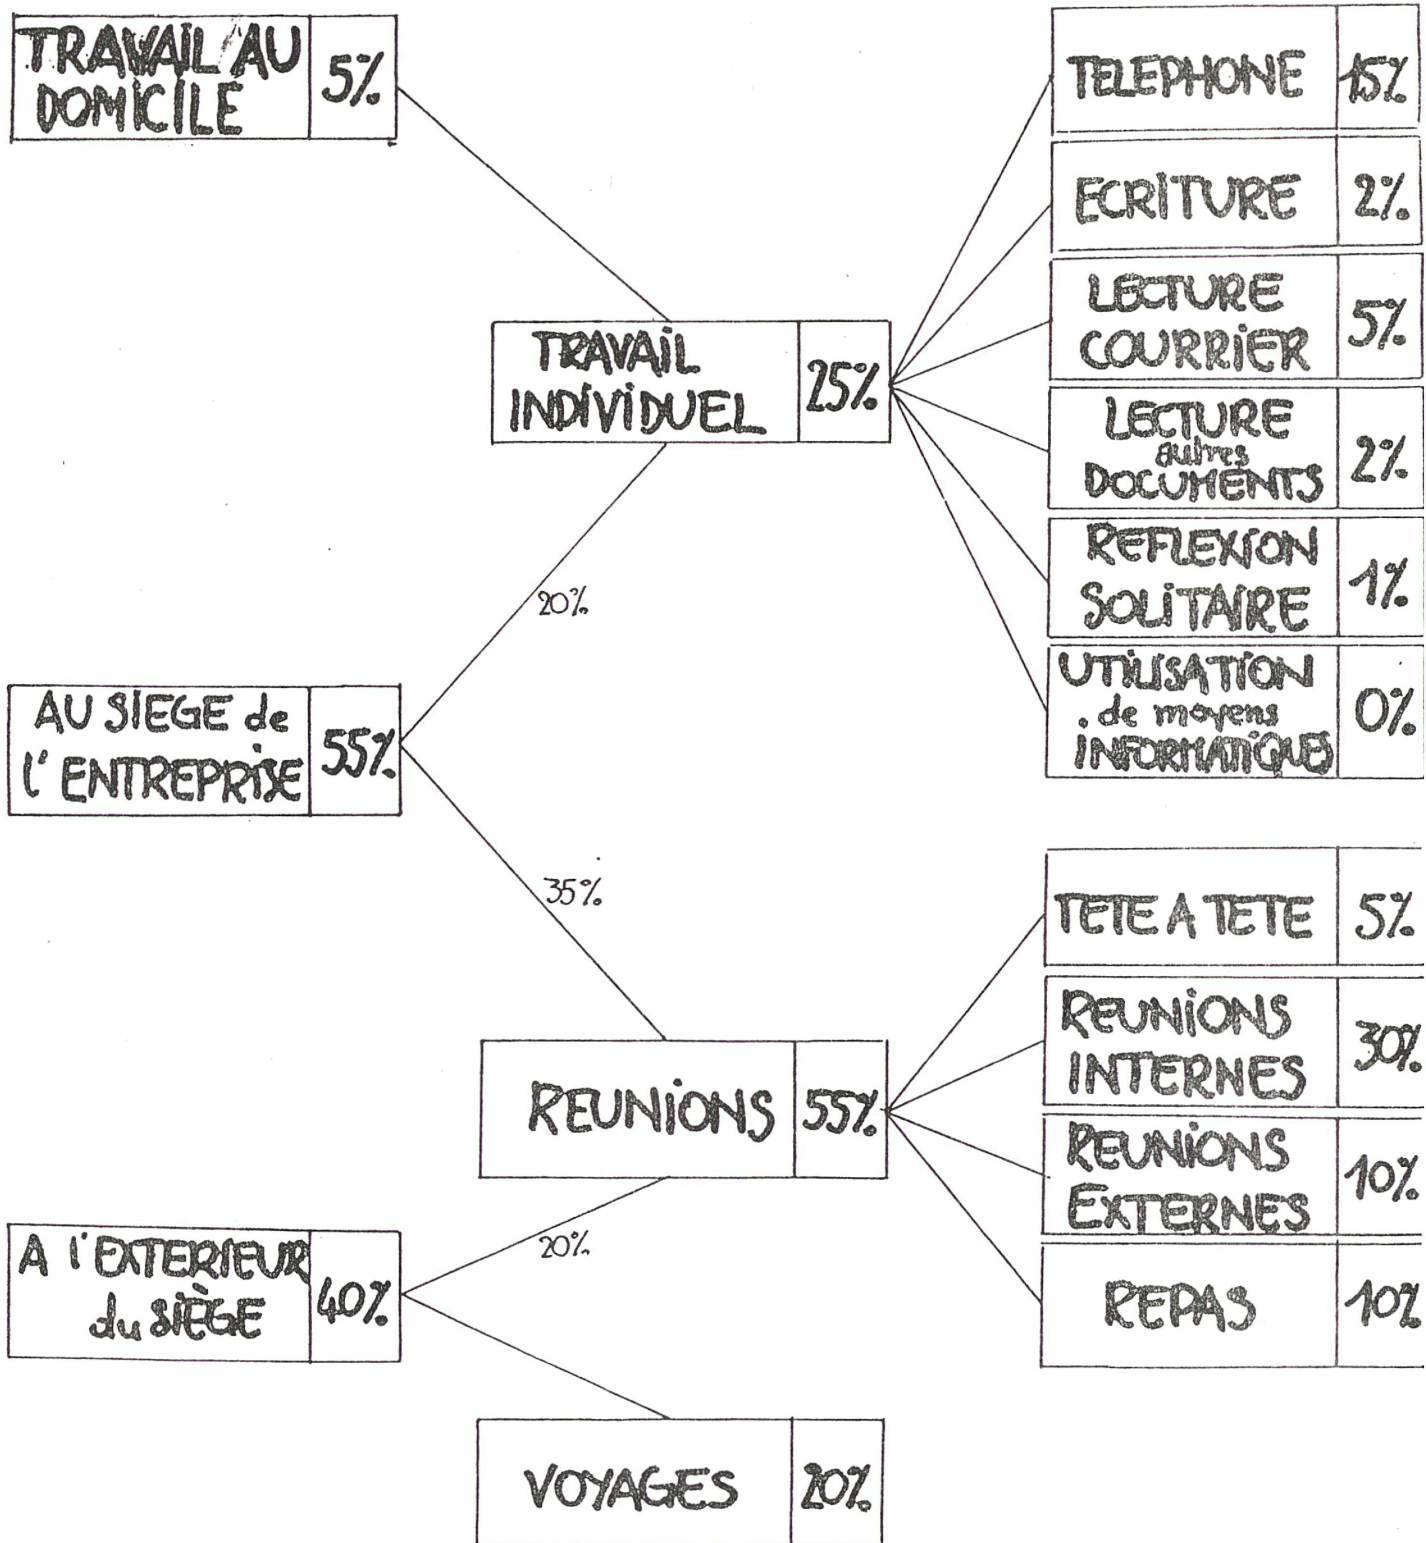 TRAVAIL AU
DOMICILE
5%
AU SIEGE de
l'ENTREPRISE
55%
A l'EXTERIEUR
du SIÈGE
40%
20%
35%
20%
TRAVAIL
INDIVIDUEL
25%
REUNIONS
55%
VOYAGES
20%
TELEPHONE
15%
ECRITURE
2%
LECTURE
COURRIER
5%
LECTURE
autres
DOCUMENTS
2%
REFLEXION
SOLITAIRE
1%
UTILISATION
de moyens
INFORMATIQUES
0%
TETE A TETE
5%
REUNIONS
INTERNES
30%
REUNIONS
EXTERNES
10%
REPAS
10%